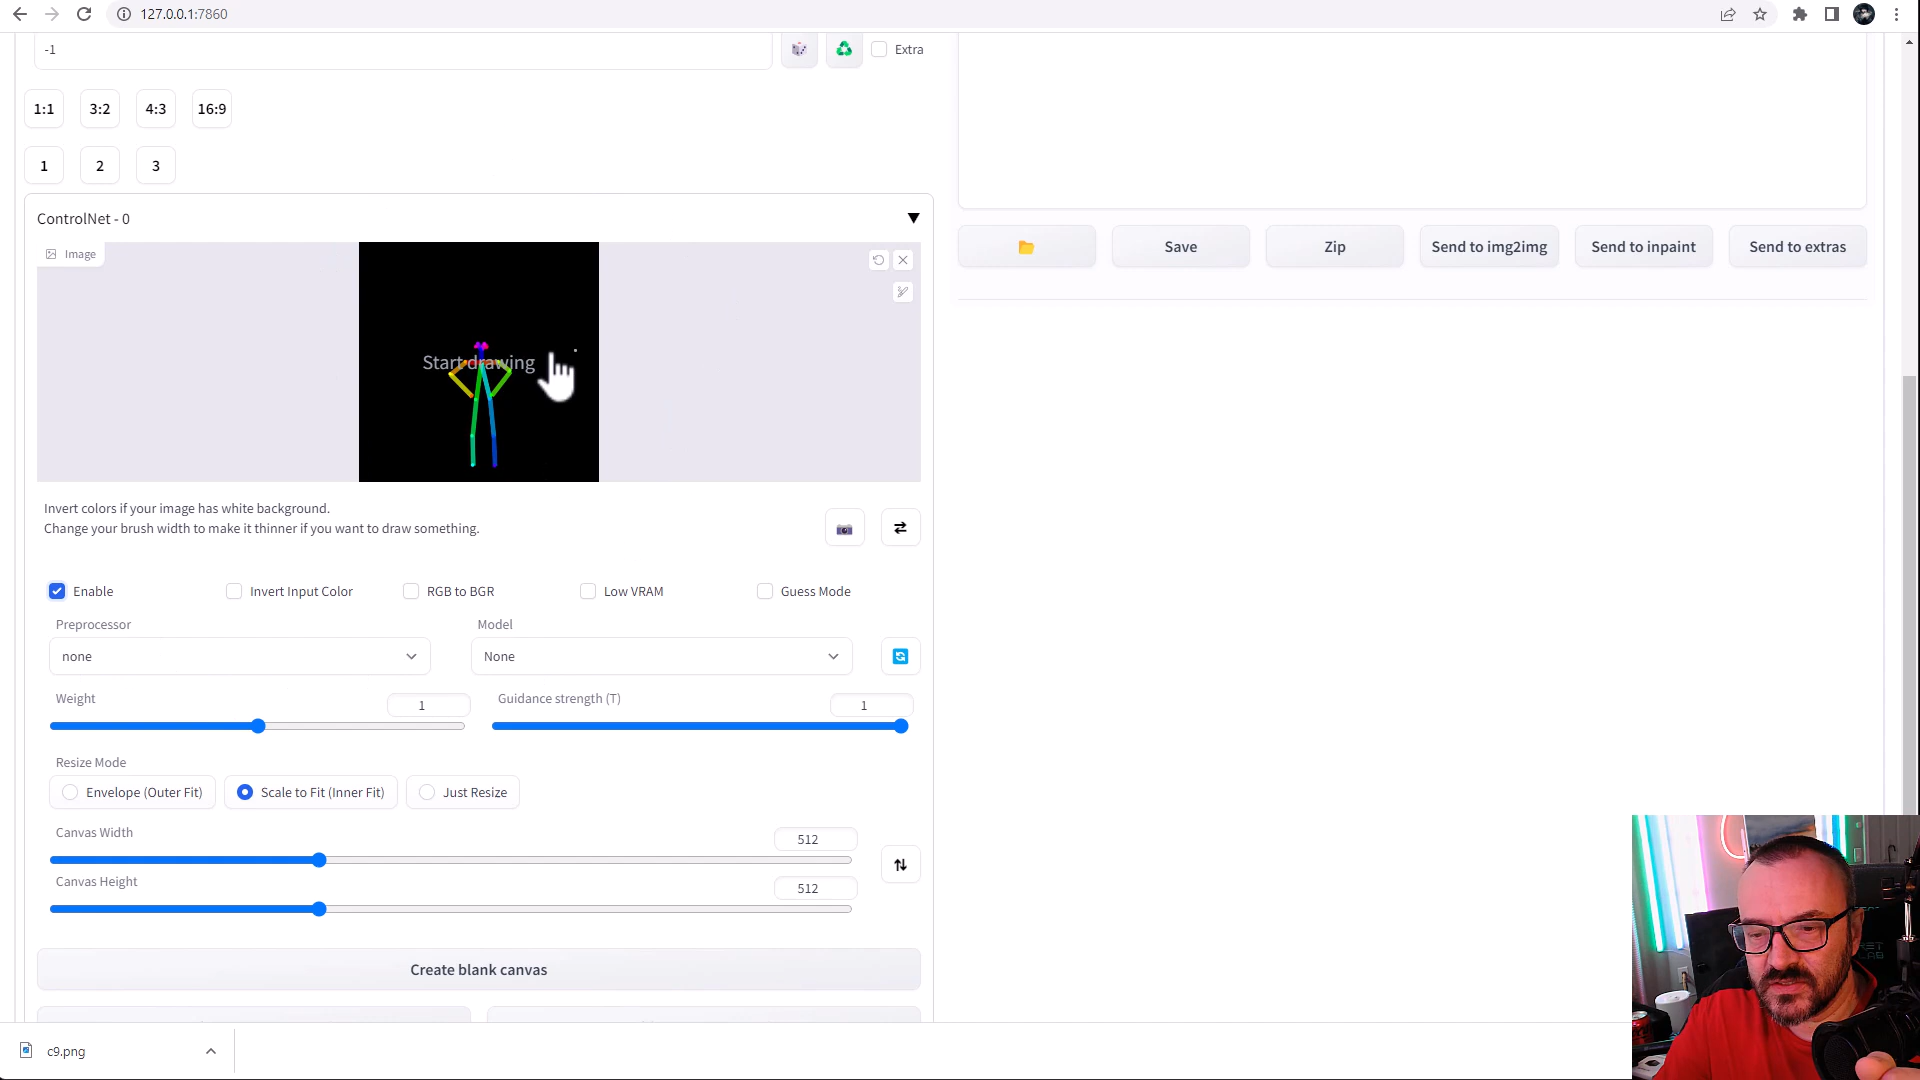 127.0.0.1:7860
-1
Extra
1:1 3:2 4:3 16:9
1 2 3
ControlNet - 0
Image
Start drawing
Save Zip Send to img2img Send to inpaint Send to extras
Invert colors if your image has white background.
Change your brush width to make it thinner if you want to draw something.
Enable Invert Input Color RGB to BGR Low VRAM Guess Mode
Preprocessor Model
none None
Weight 1 Guidance strength (T) 1
Resize Mode
Envelope (Outer Fit) Scale to Fit (Inner Fit) Just Resize
Canvas Width 512
Canvas Height 512
Create blank canvas
c9.png